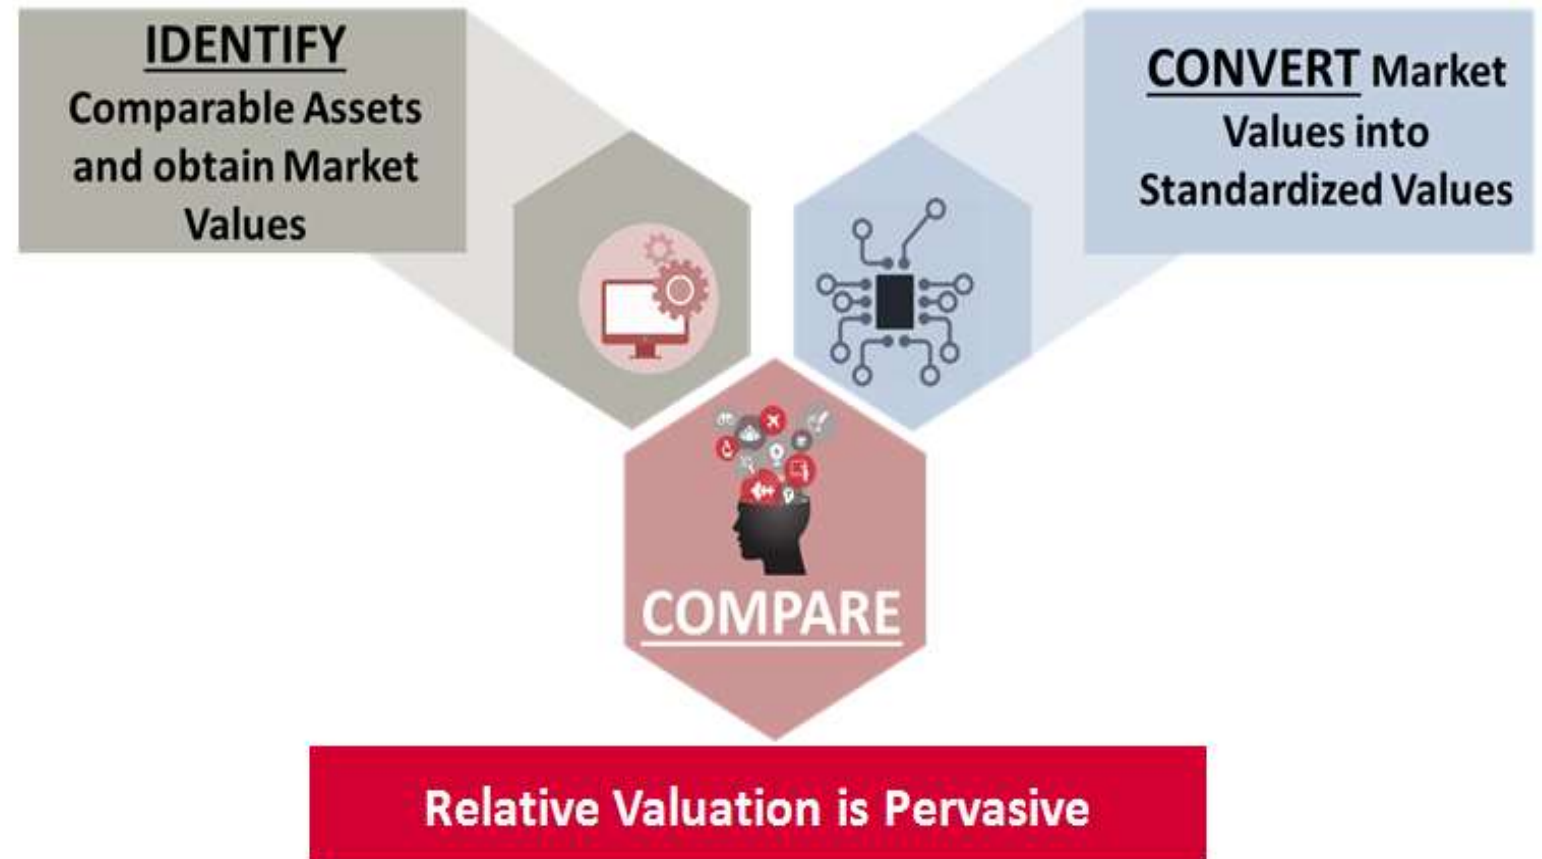 IDENTIFY
Comparable Assets
and obtain Market
Values
CONVERT Market
Values into
Standardized Values
COMPARE
Relative Valuation is Pervasive